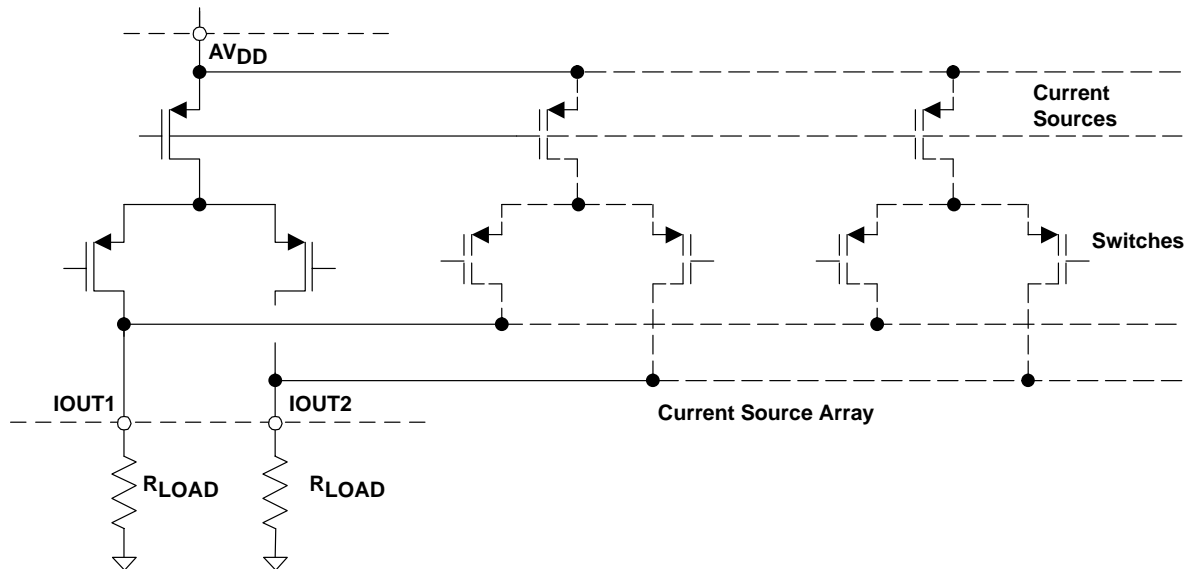 AVDD
Current
Sources
Switches
IOUT1
IOUT2
Current Source Array
RLOAD
RLOAD